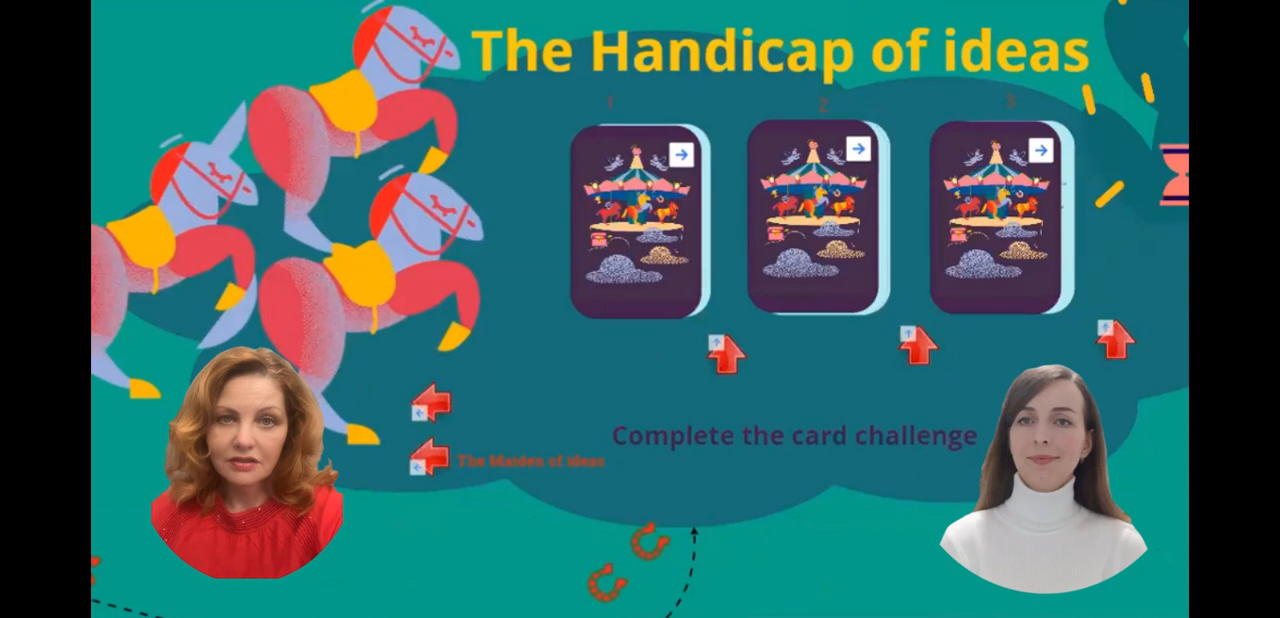 The Handicap of ideas
1 2 3
Complete the card challenge
The Maiden of ideas